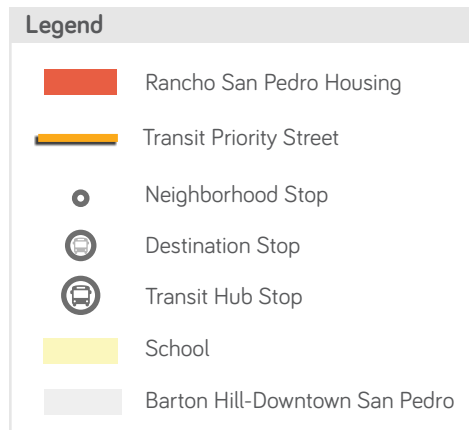 Legend
Rancho San Pedro Housing
Transit Priority Street
Neighborhood Stop
Destination Stop
Transit Hub Stop
School
Barton Hill-Downtown San Pedro